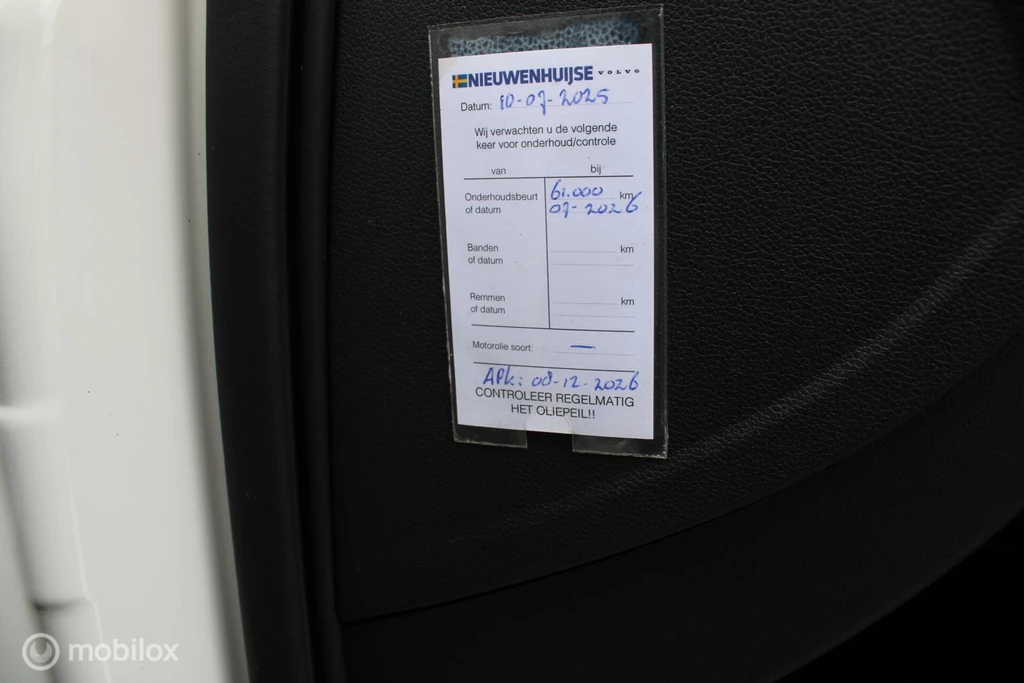 NIEUWENHUIJSE VOLVO
Datum: 10-07-2025
Wij verwachten u de volgende
keer voor onderhoud/controle
van bij
Onderhoudsbeurt 61.000 km
of datum 07-2026
Banden km
of datum
Remmen km
of datum
Motorolie soort: —
APK: 08-12-2026
CONTROLEER REGELMATIG
HET OLIEPEIL!!
mobilox